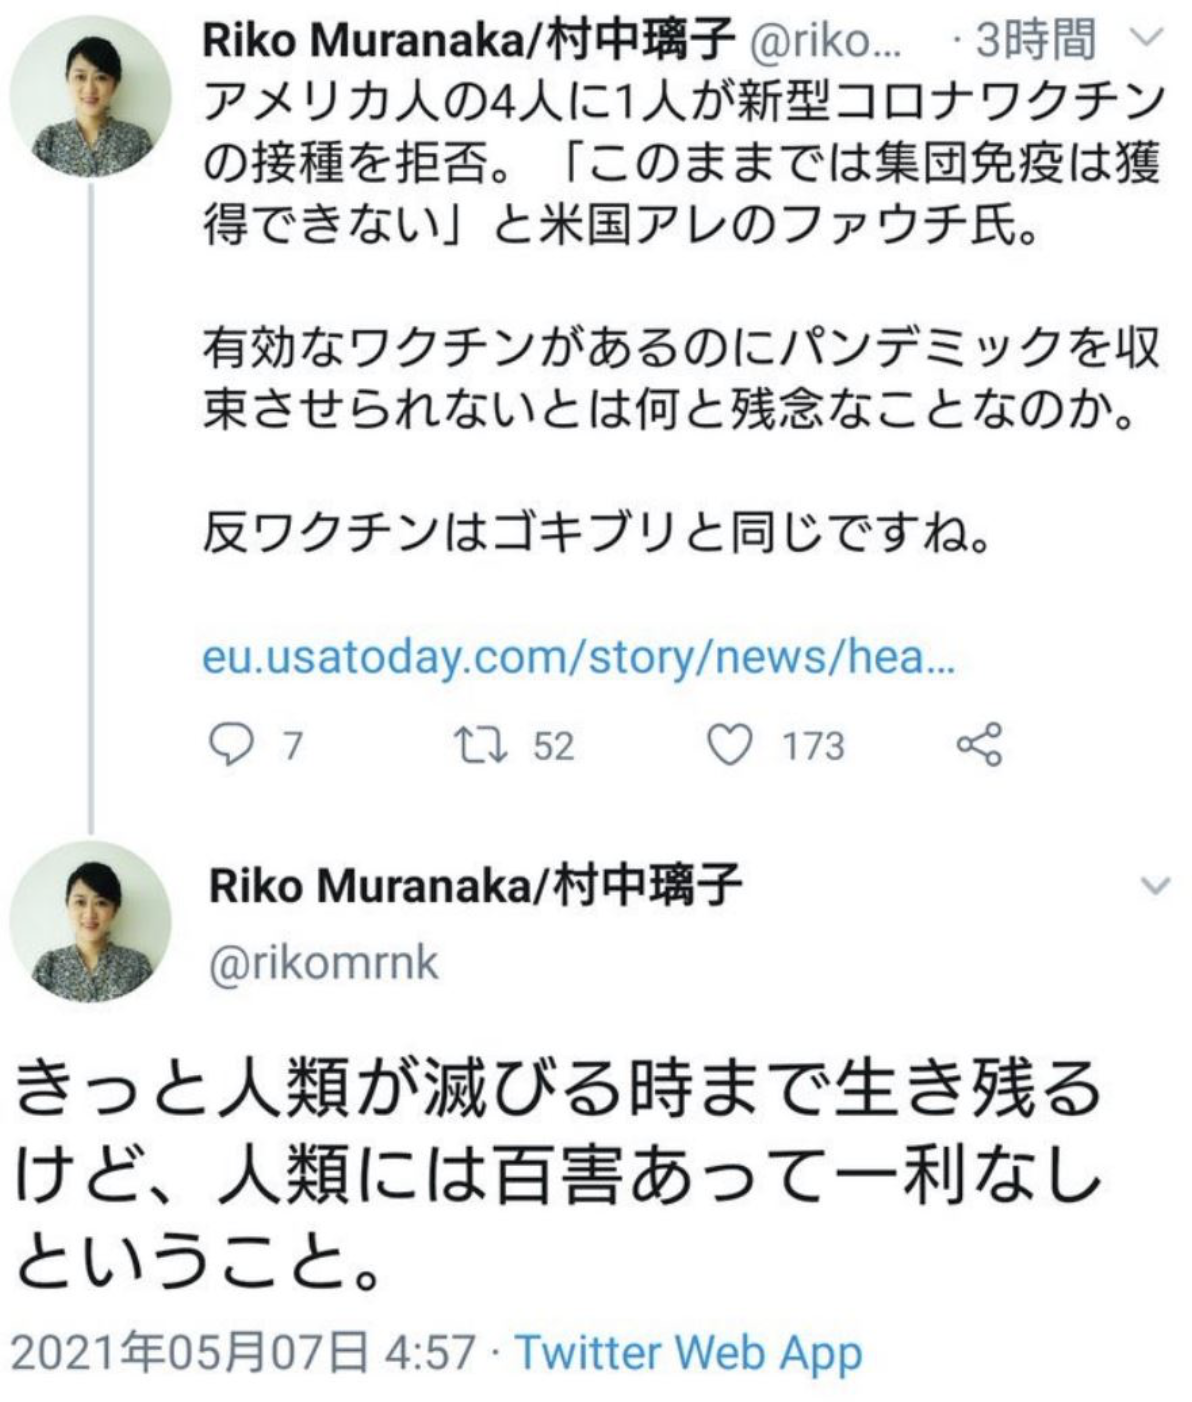 Riko Muranaka/村中璃子 @riko... · 3時間
アメリカ人の4人に1人が新型コロナワクチン
の接種を拒否。「このままでは集団免疫は獲
得できない」と米国アレのファウチ氏。
有効なワクチンがあるのにパンデミックを収
束させられないとは何と残念なことなのか。
反ワクチンはゴキブリと同じですね。
eu.usatoday.com/story/news/hea...
7 52 173
Riko Muranaka/村中璃子
@rikomrnk
きっと人類が滅びる時まで生き残る
けど、人類には百害あって一利なし
ということ。
2021年05月07日 4:57 · Twitter Web App